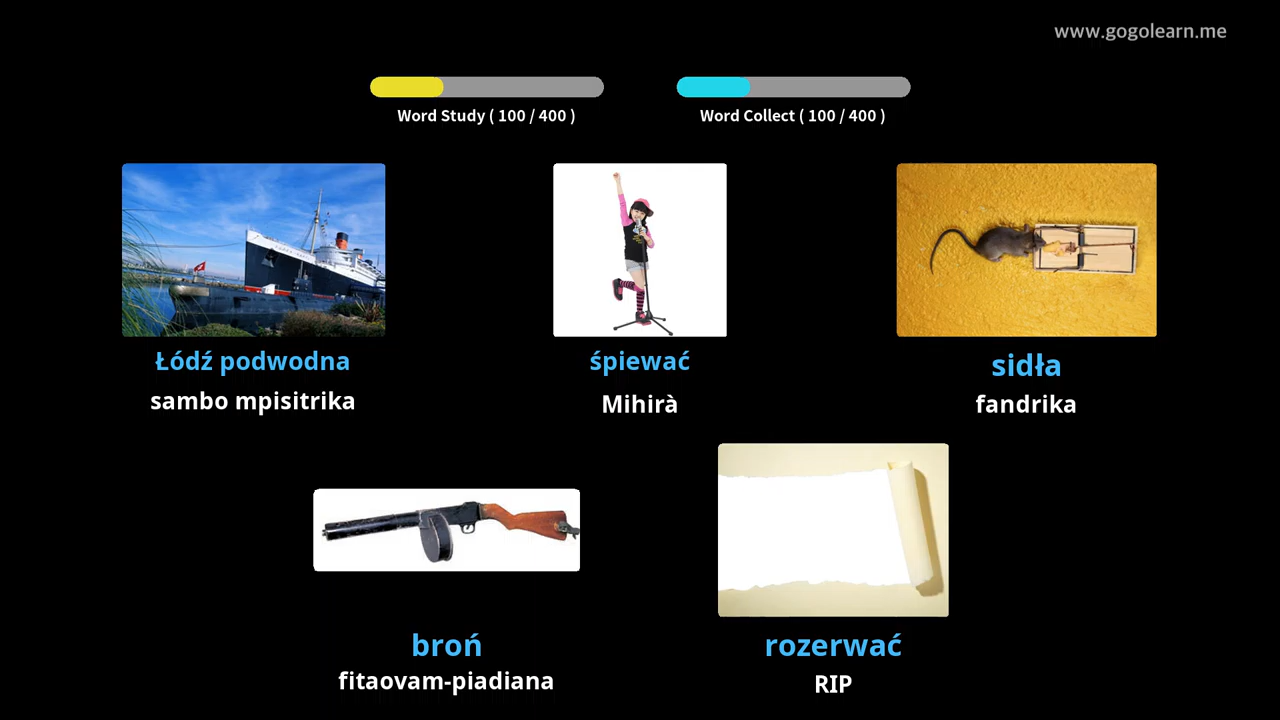 www.gogolearn.me
Word Study ( 100 / 400 )
Word Collect ( 100 / 400 )
Łódź podwodna
sambo mpisitrika
śpiewać
Mihirà
sidła
fandrika
broń
fitaovam-piadiana
rozerwać
RIP